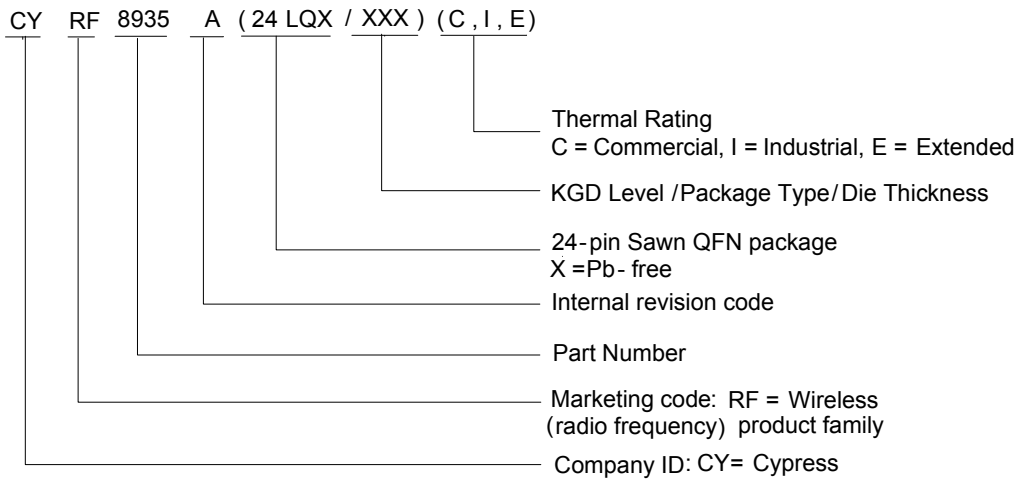 CY RF 8935 A ( 24 LQX / XXX ) ( C , I , E )
Thermal Rating
C = Commercial, I = Industrial, E = Extended
KGD Level /Package Type/Die Thickness
24-pin Sawn QFN package
X =Pb- free
Internal revision code
Part Number
Marketing code: RF = Wireless
(radio frequency) product family
Company ID: CY= Cypress